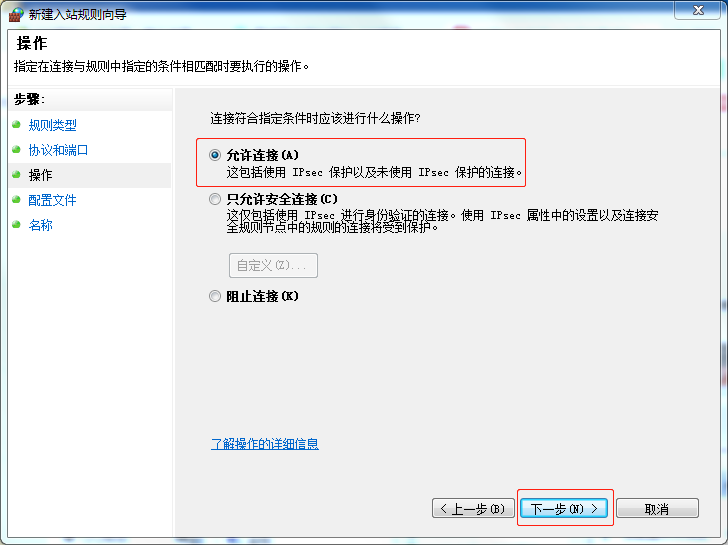 新建入站规则向导
操作
指定在连接与规则中指定的条件相匹配时要执行的操作。
步骤:
规则类型
协议和端口
操作
配置文件
名称
连接符合指定条件时应该进行什么操作?
允许连接(A)
这包括使用 IPsec 保护以及未使用 IPsec 保护的连接。
只允许安全连接(C)
这仅包括使用 IPsec 进行身份验证的连接。使用 IPsec 属性中的设置以及连接安
全规则节点中的规则的连接将受到保护。
自定义(Z)...
阻止连接(K)
了解操作的详细信息
< 上一步(B)
下一步(N) >
取消